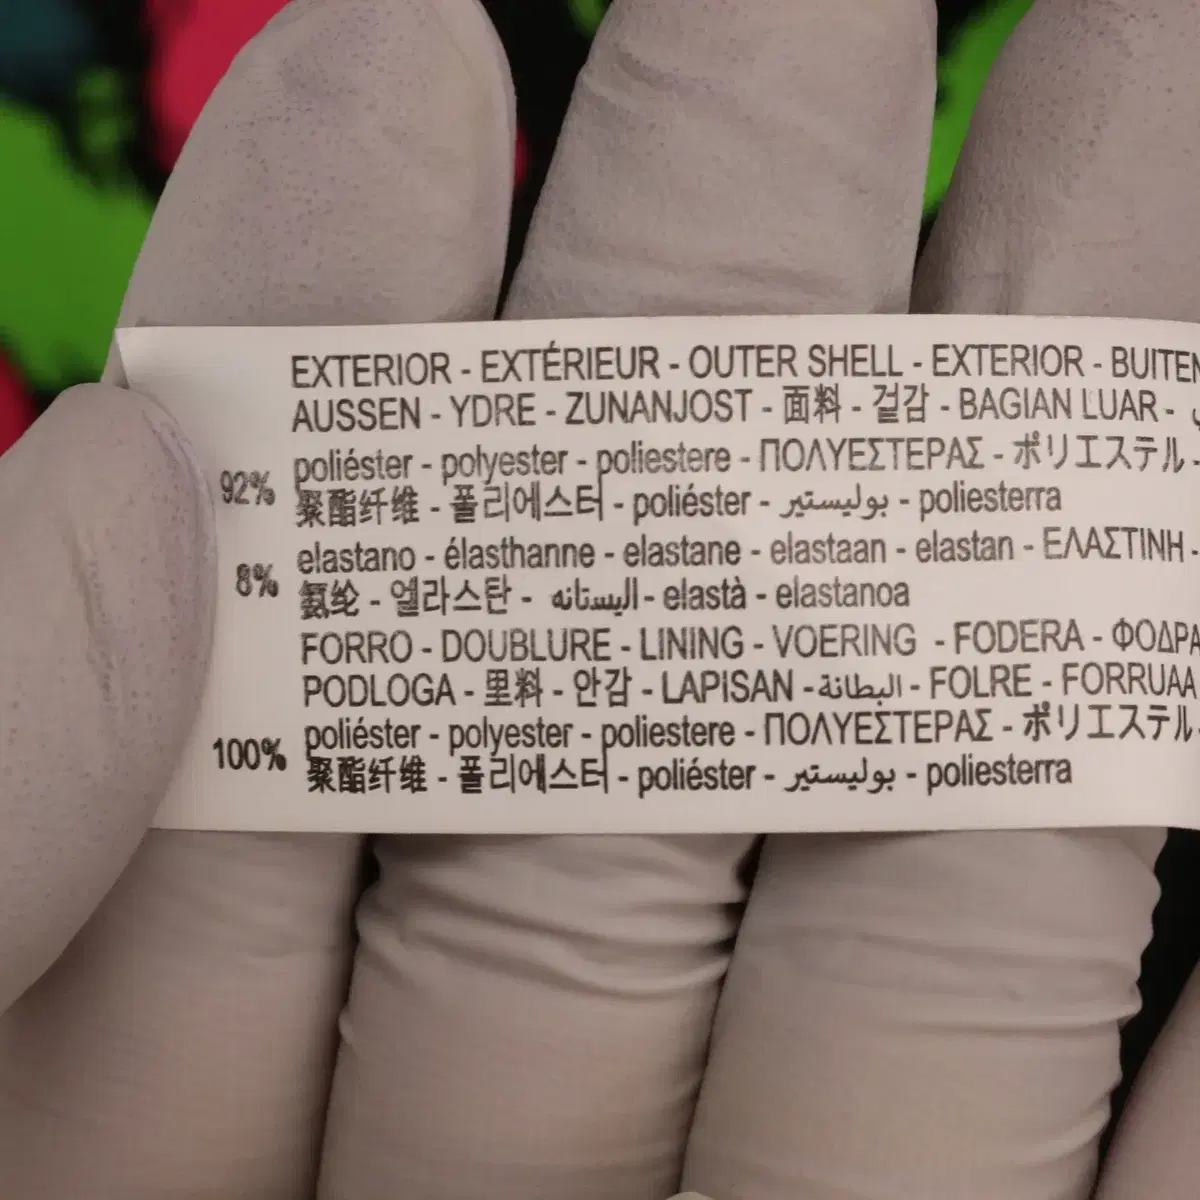 EXTERIOR - EXTÉRIEUR - OUTER SHELL - EXTERIOR - BUITEN
AUSSEN - YDRE - ZUNANJOST - 面料 - 겉감 - BAGIAN LUAR -
92% poliéster - polyester - poliestere - ΠΟΛΥΕΣΤΕΡΑΣ - ポリエステル -
聚酯纤维 - 폴리에스터 - poliéster - بوليستير - poliesterra
8% elastano - élasthanne - elastane - elastaan - elastan - ΕΛΑΣΤΙΝΗ -
氨纶 - 엘라스탄 - اليستانه - elastà - elastanoa
FORRO - DOUBLURE - LINING - VOERING - FODERA - ΦΟΔΡΑ
PODLOGA - 里料 - 안감 - LAPISAN - البطانة - FOLRE - FORRUAA
100% poliéster - polyester - poliestere - ΠΟΛΥΕΣΤΕΡΑΣ - ポリエステル -
聚酯纤维 - 폴리에스터 - poliéster - بوليستير - poliesterra